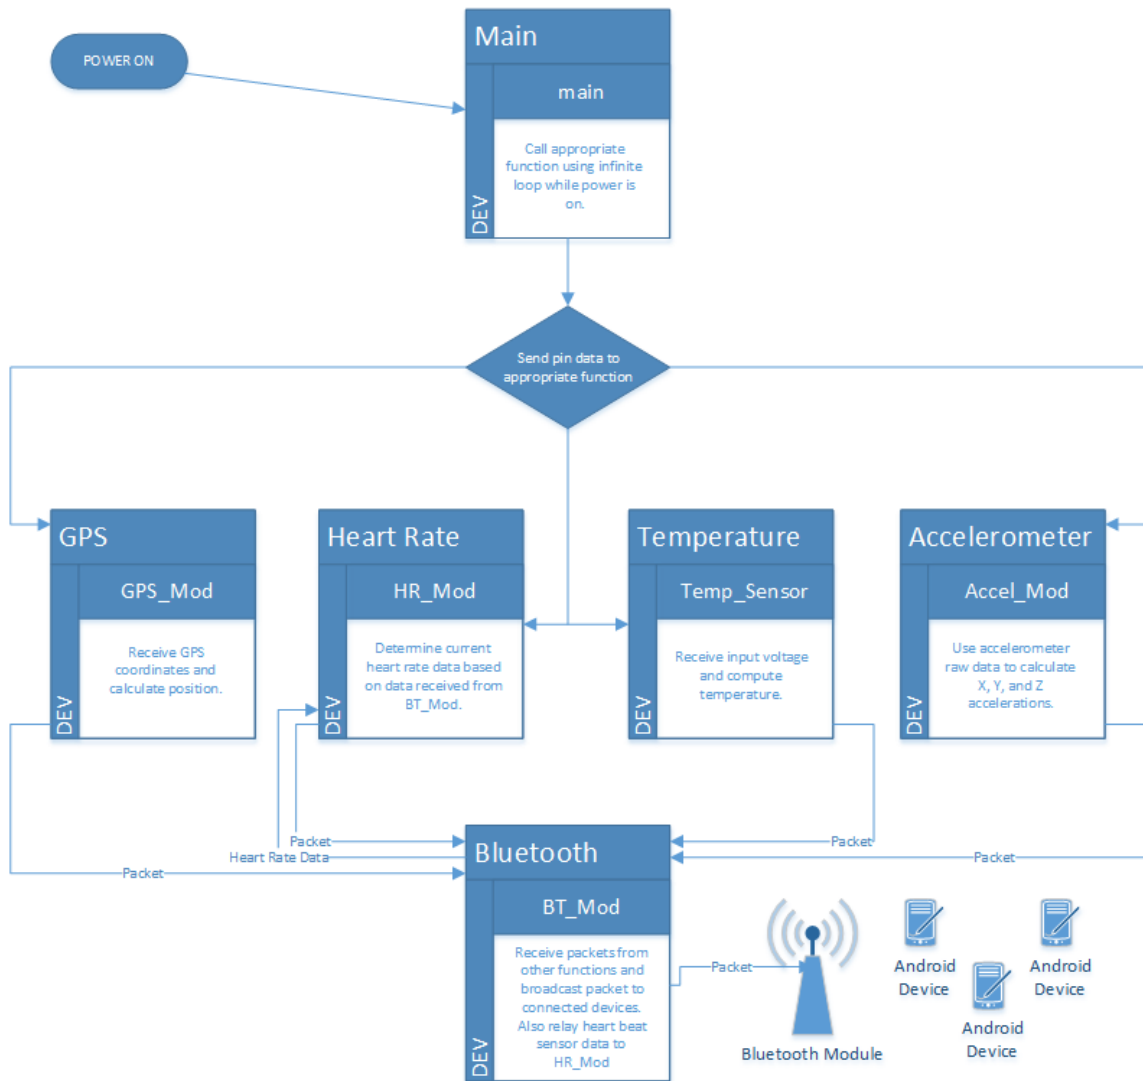 POWER ON
Main
main
Call appropriate
function using infinite
loop while power is
on.
DEV
Send pin data to
appropriate function
GPS
GPS_Mod
Receive GPS
coordinates and
calculate position.
DEV
Heart Rate
HR_Mod
Determine current
heart rate data based
on data received from
BT_Mod.
DEV
Temperature
Temp_Sensor
Receive input voltage
and compute
temperature.
DEV
Accelerometer
Accel_Mod
Use accelerometer
raw data to calculate
X, Y, and Z
accelerations.
DEV
Packet
Heart Rate Data
Packet
Packet
Packet
Bluetooth
BT_Mod
Receive packets from
other functions and
broadcast packet to
connected devices.
Also relay heart beat
sensor data to
HR_Mod
DEV
Packet
Bluetooth Module
Android
Device
Android
Device
Android
Device